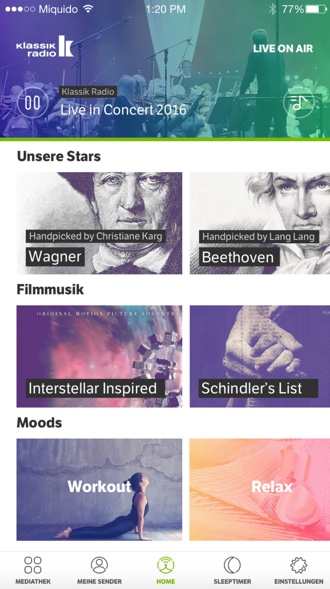 Miquido 1:20 PM 77%
klassik
radio
LIVE ON AIR
Klassik Radio
Live in Concert 2016
Unsere Stars
Handpicked by Christiane Karg
Wagner
Handpicked by Lang Lang
Beethoven
Filmmusik
ORIGINAL MOTION PICTURE
Interstellar Inspired
Schindler's List
Moods
Workout
Relax
MEDIATHEK MEINE SENDER HOME SLEEPTIMER EINSTELLUNGEN